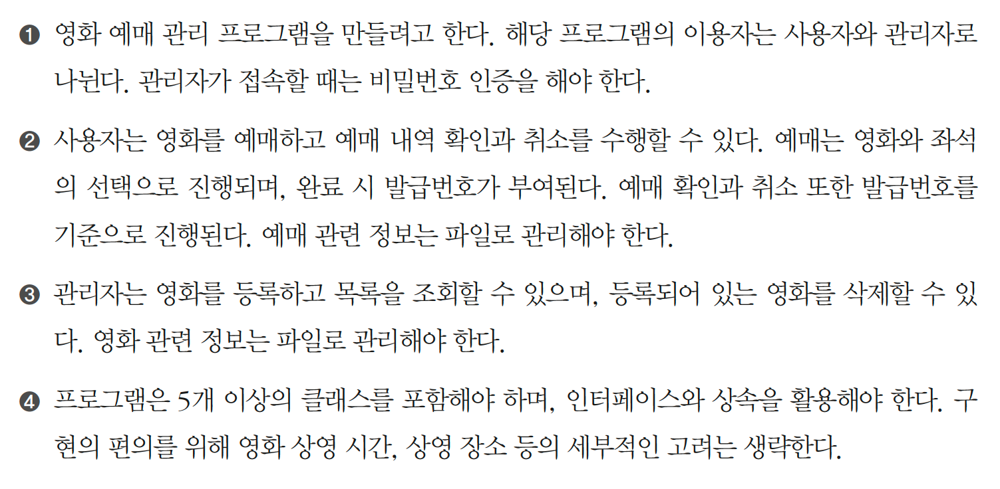 ❶ 영화 예매 관리 프로그램을 만들려고 한다. 해당 프로그램의 이용자는 사용자와 관리자로
나뉜다. 관리자가 접속할 때는 비밀번호 인증을 해야 한다.
❷ 사용자는 영화를 예매하고 예매 내역 확인과 취소를 수행할 수 있다. 예매는 영화와 좌석
의 선택으로 진행되며, 완료 시 발급번호가 부여된다. 예매 확인과 취소 또한 발급번호를
기준으로 진행된다. 예매 관련 정보는 파일로 관리해야 한다.
❸ 관리자는 영화를 등록하고 목록을 조회할 수 있으며, 등록되어 있는 영화를 삭제할 수 있
다. 영화 관련 정보는 파일로 관리해야 한다.
❹ 프로그램은 5개 이상의 클래스를 포함해야 하며, 인터페이스와 상속을 활용해야 한다. 구
현의 편의를 위해 영화 상영 시간, 상영 장소 등의 세부적인 고려는 생략한다.